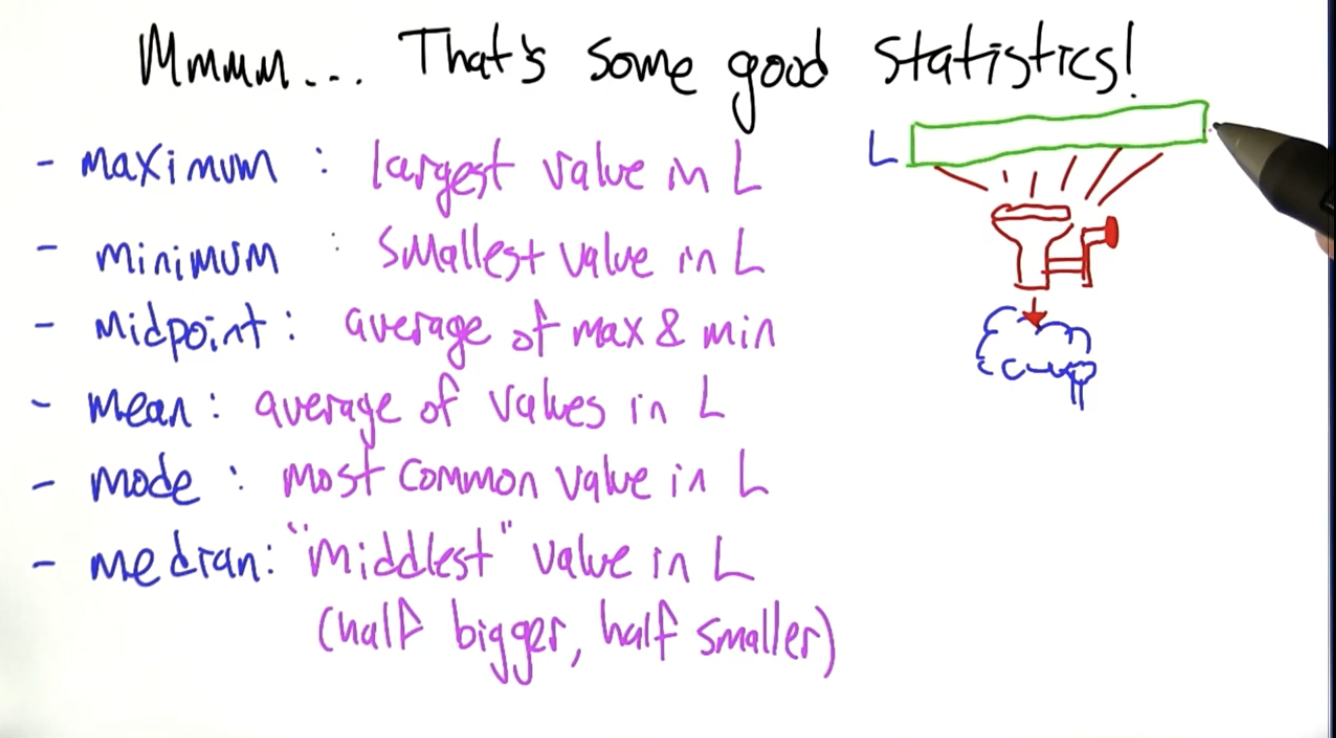 Mmmm... That's some good statistics!
- maximum : largest value in L
- minimum : smallest value in L
- midpoint : average of max & min
- mean : average of values in L
- mode : most common value in L
- median : "middlest" value in L
(half bigger, half smaller)
L